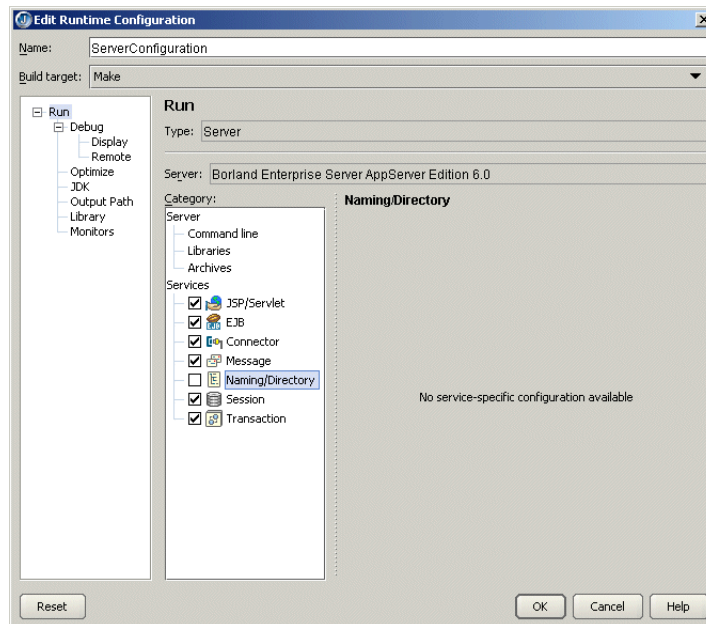 Edit Runtime Configuration
Name: ServerConfiguration
Build target: Make
Run
Debug
Display
Remote
Optimize
JDK
Output Path
Library
Monitors
Run
Type: Server
Server: Borland Enterprise Server AppServer Edition 6.0
Category:
Server
Command line
Libraries
Archives
Services
JSP/Servlet
EJB
Connector
Message
Naming/Directory
Session
Transaction
Naming/Directory
No service-specific configuration available
Reset OK Cancel Help